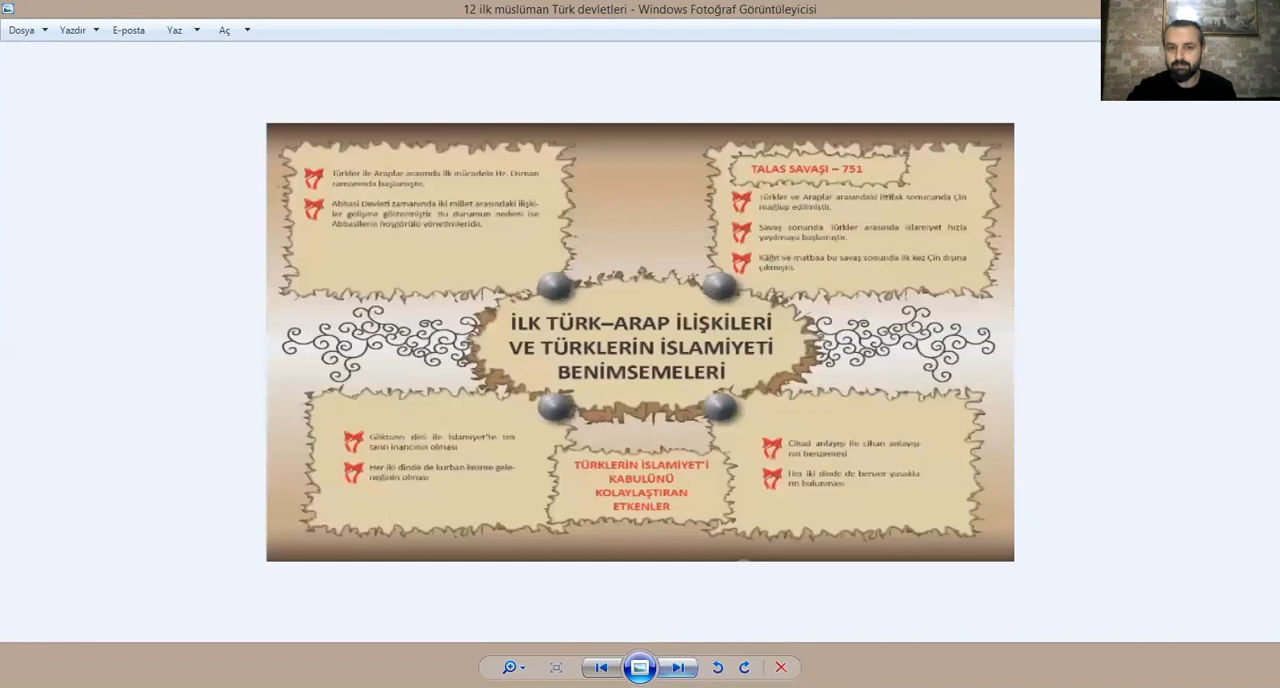 12 ilk müslüman Türk devletleri - Windows Fotoğraf Görüntüleyicisi
Dosya Yazdır E-posta Yaz Aç
Türkler ile Araplar arasında ilk mücadele Hz. Osman
zamanında başlamıştır.
Abbasi Devleti zamanında iki millet arasındaki ilişki-
ler gelişme göstermiştir. Bu durumun nedeni ise
Abbasilerin hoşgörülü yönetimleridir.
TALAS SAVAŞI – 751
Türkler ve Araplar arasındaki ittifak sonucunda Çin
mağlup edilmiştir.
Savaş sonunda Türkler arasında islamiyet hızla
yayılmaya başlamıştır.
Kâğıt ve matbaa bu savaş sonunda ilk kez Çin dışına
çıkmıştır.
İLK TÜRK–ARAP İLİŞKİLERİ
VE TÜRKLERİN İSLAMİYETİ
BENİMSEMELERİ
Göktanrı dini ile İslamiyet'te tek
tanrı inancının olması
Her iki dinde de kurban kesme gele-
neğinin olması
TÜRKLERİN İSLAMİYET'İ
KABULÜNÜ
KOLAYLAŞTIRAN
ETKENLER
Cihad anlayışı ile cihan anlayışı-
nın benzemesi
Her iki dinde de benzer yasakla-
rın bulunması